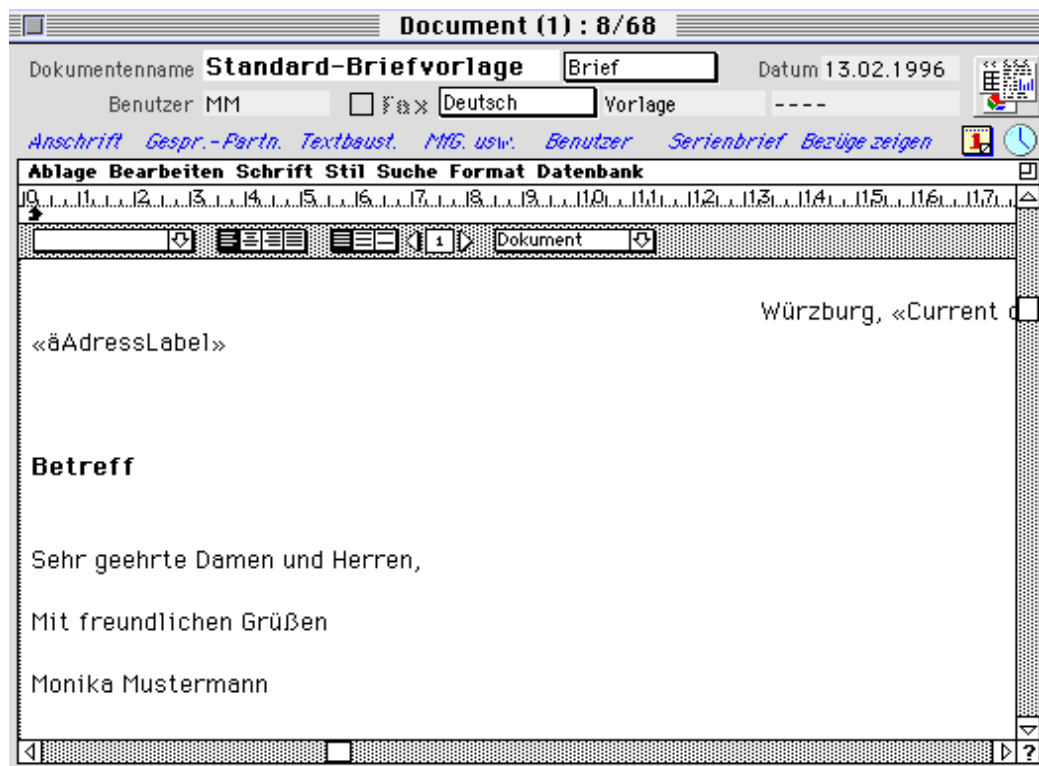 Document (1) : 8/68
Dokumentenname Standard-Briefvorlage Brief Datum 13.02.1996
Benutzer MM Fax Deutsch Vorlage ----
Anschrift Gespr.-Partn. Textbaust. MfG. usw. Benutzer Serienbrief Bezüge zeigen
Ablage Bearbeiten Schrift Stil Suche Format Datenbank
0 1 2 3 4 5 6 7 8 9 10 11 12 13 14 15 16 17
1 Dokument
Würzburg, «Current
«äAdressLabel»
Betreff
Sehr geehrte Damen und Herren,
Mit freundlichen Grüßen
Monika Mustermann
?